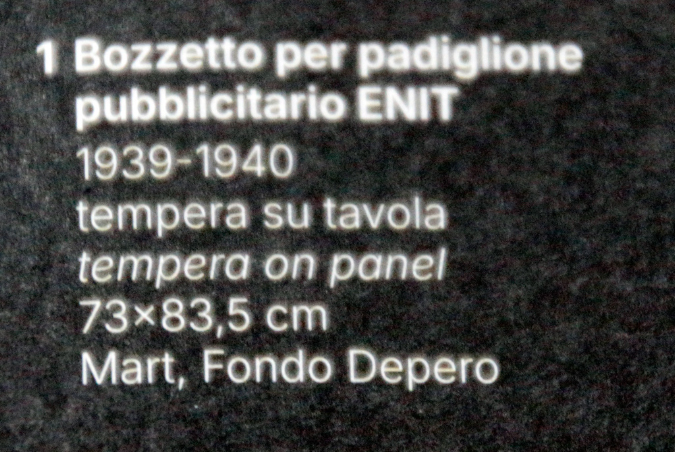 1 Bozzetto per padiglione
pubblicitario ENIT
1939-1940
tempera su tavola
tempera on panel
73×83,5 cm
Mart, Fondo Depero